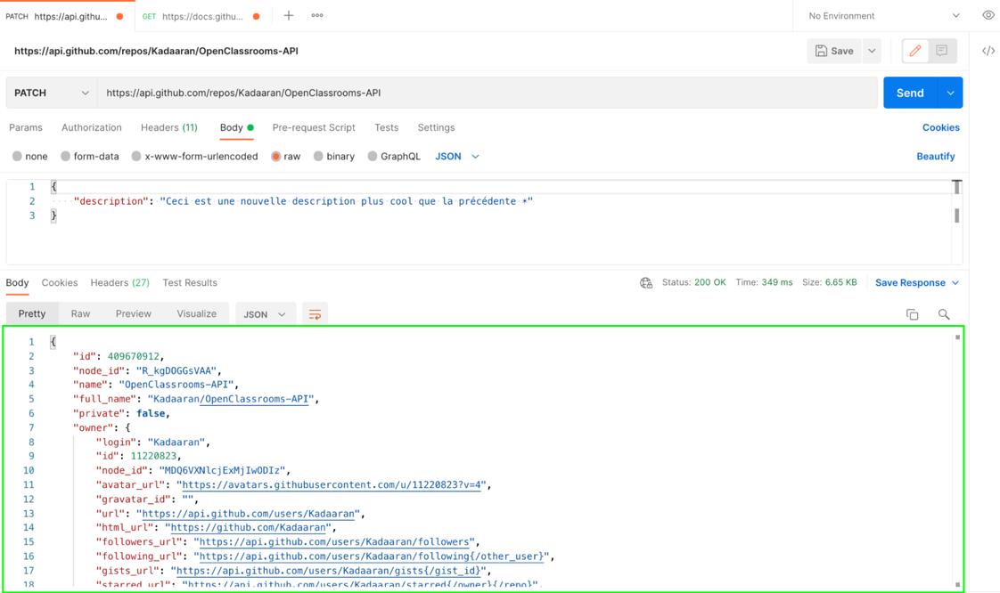 PATCH https://api.githu... GET https://docs.githu... + ooo No Environment
https://api.github.com/repos/Kadaaran/OpenClassrooms-API Save </>
PATCH https://api.github.com/repos/Kadaaran/OpenClassrooms-API Send
Params Authorization Headers (11) Body Pre-request Script Tests Settings Cookies
none form-data x-www-form-urlencoded raw binary GraphQL JSON Beautify
1 {
2 "description": "Ceci est une nouvelle description plus cool que la précédente ☀"
3 }
Body Cookies Headers (27) Test Results Status: 200 OK Time: 349 ms Size: 6.65 KB Save Response
Pretty Raw Preview Visualize JSON
1 {
2 "id": 409670912,
3 "node_id": "R_kgDOGGsVAA",
4 "name": "OpenClassrooms-API",
5 "full_name": "Kadaaran/OpenClassrooms-API",
6 "private": false,
7 "owner": {
8 "login": "Kadaaran",
9 "id": 11220823,
10 "node_id": "MDQ6VXNlcjExMjIwODIz",
11 "avatar_url": "https://avatars.githubusercontent.com/u/11220823?v=4",
12 "gravatar_id": "",
13 "url": "https://api.github.com/users/Kadaaran",
14 "html_url": "https://github.com/Kadaaran",
15 "followers_url": "https://api.github.com/users/Kadaaran/followers",
16 "following_url": "https://api.github.com/users/Kadaaran/following{/other_user}",
17 "gists_url": "https://api.github.com/users/Kadaaran/gists{/gist_id}",
18 "starred_url": "https://api.github.com/users/Kadaaran/starred{/owner}{/repo}",